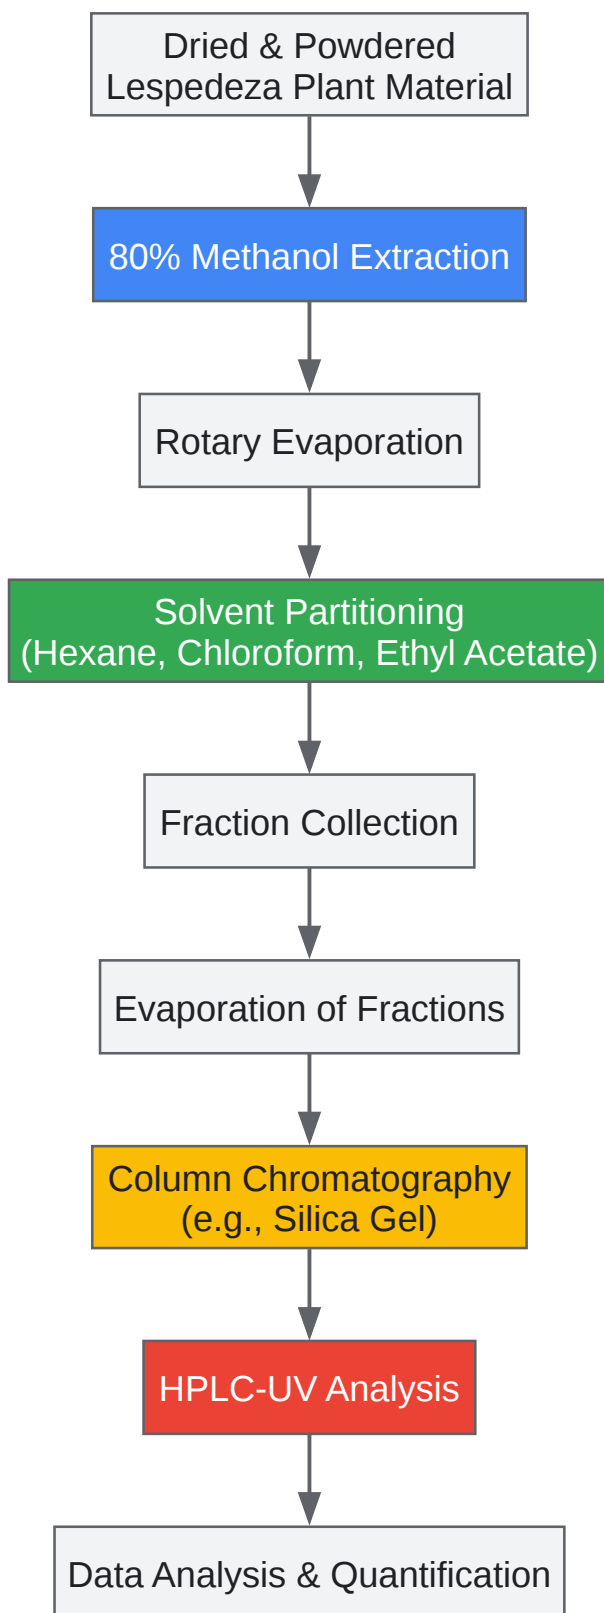 Dried & Powdered
Lespedeza Plant Material
80% Methanol Extraction
Rotary Evaporation
Solvent Partitioning
(Hexane, Chloroform, Ethyl Acetate)
Fraction Collection
Evaporation of Fractions
Column Chromatography
(e.g., Silica Gel)
HPLC-UV Analysis
Data Analysis & Quantification